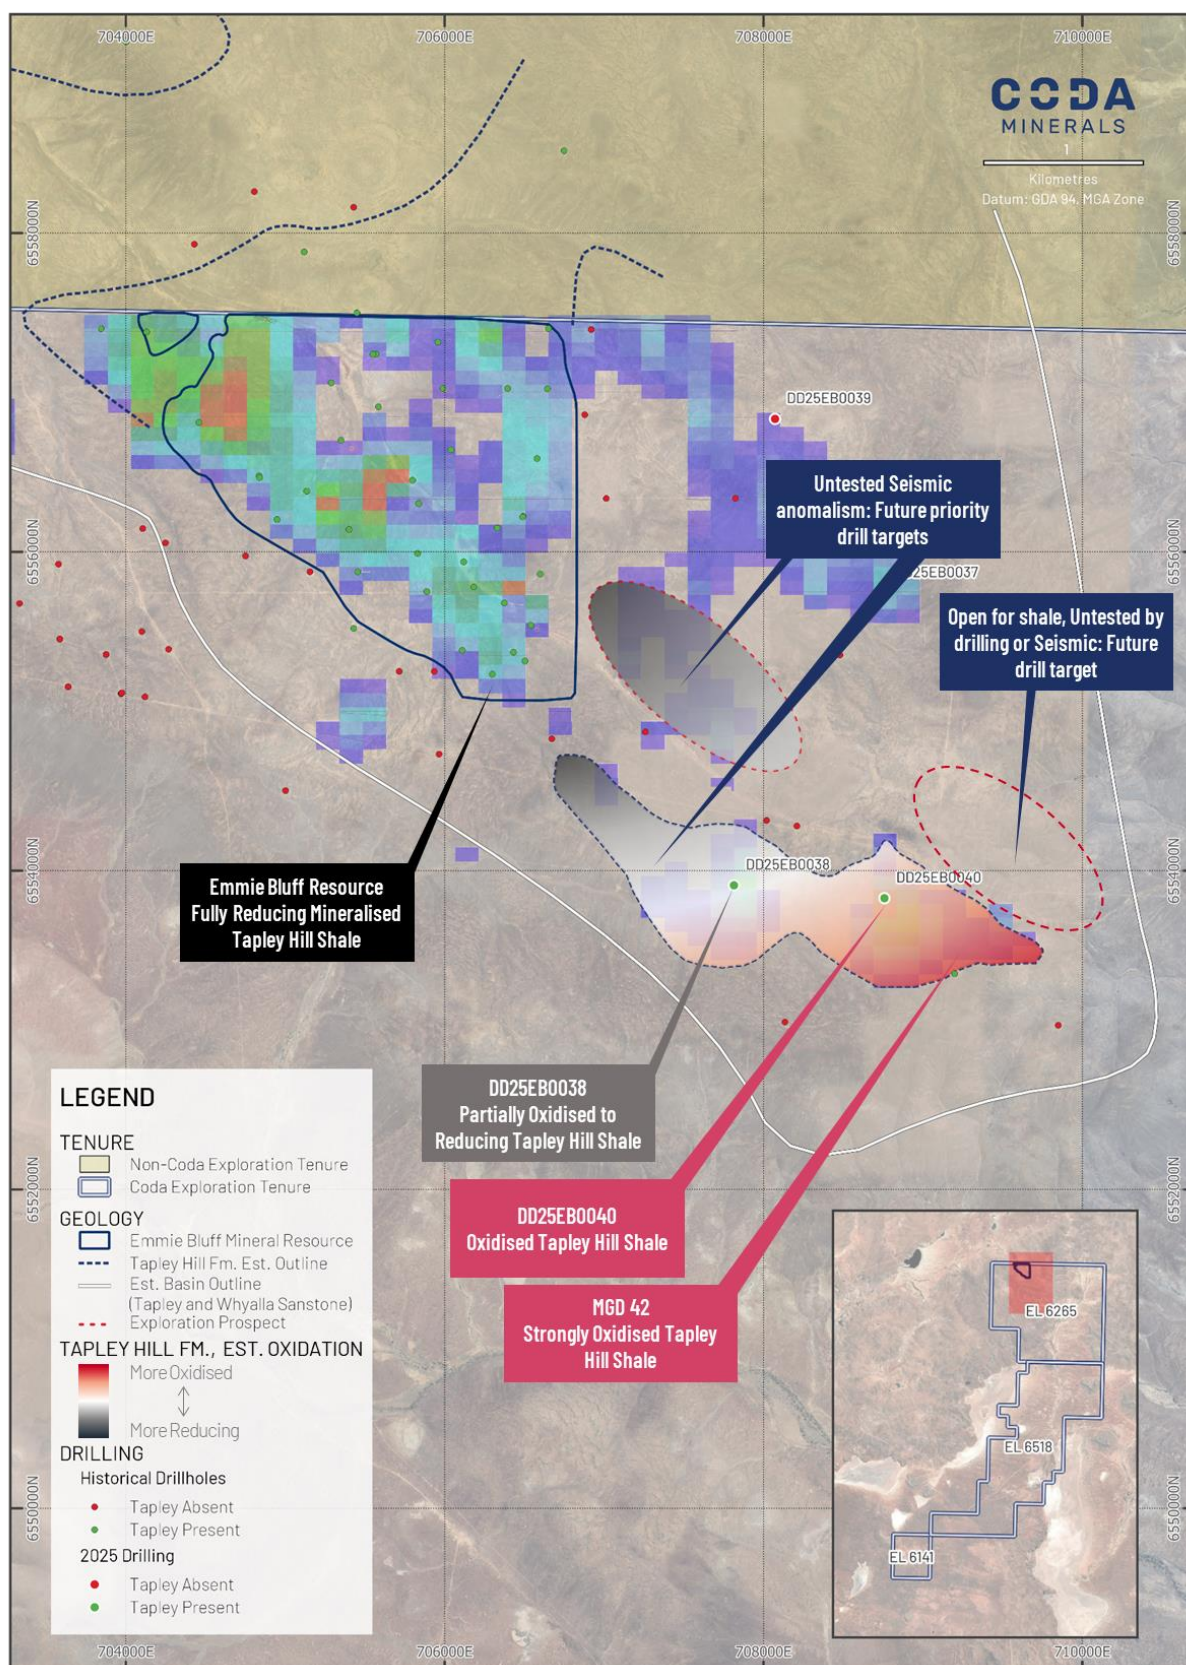 704000E
706000E
708000E
710000E
CODA
MINERALS
1
Kilometres
Datum: GDA 94, MGA Zone
6558000N
6558000N
DD25EB0039
Untested Seismic
anomalism: Future priority
drill targets
6556000N
6556000N
25EB0037
Open for shale, Untested by
drilling or Seismic: Future
drill target
6554000N
6554000N
DD25EB0038
DD25EB0040
Emmie Bluff Resource
Fully Reducing Mineralised
Tapley Hill Shale
DD25EB0038
Partially Oxidised to
Reducing Tapley Hill Shale
DD25EB0040
Oxidised Tapley Hill Shale
MGD 42
Strongly Oxidised Tapley
Hill Shale
6552000N
6552000N
LEGEND
TENURE
Non-Coda Exploration Tenure
Coda Exploration Tenure
GEOLOGY
Emmie Bluff Mineral Resource
Tapley Hill Fm. Est. Outline
Est. Basin Outline
(Tapley and Whyalla Sanstone)
Exploration Prospect
TAPLEY HILL FM., EST. OXIDATION
More Oxidised
More Reducing
DRILLING
Historical Drillholes
Tapley Absent
Tapley Present
2025 Drilling
Tapley Absent
Tapley Present
EL 6265
EL 6518
EL 6141
6550000N
6550000N
704000E
706000E
708000E
710000E